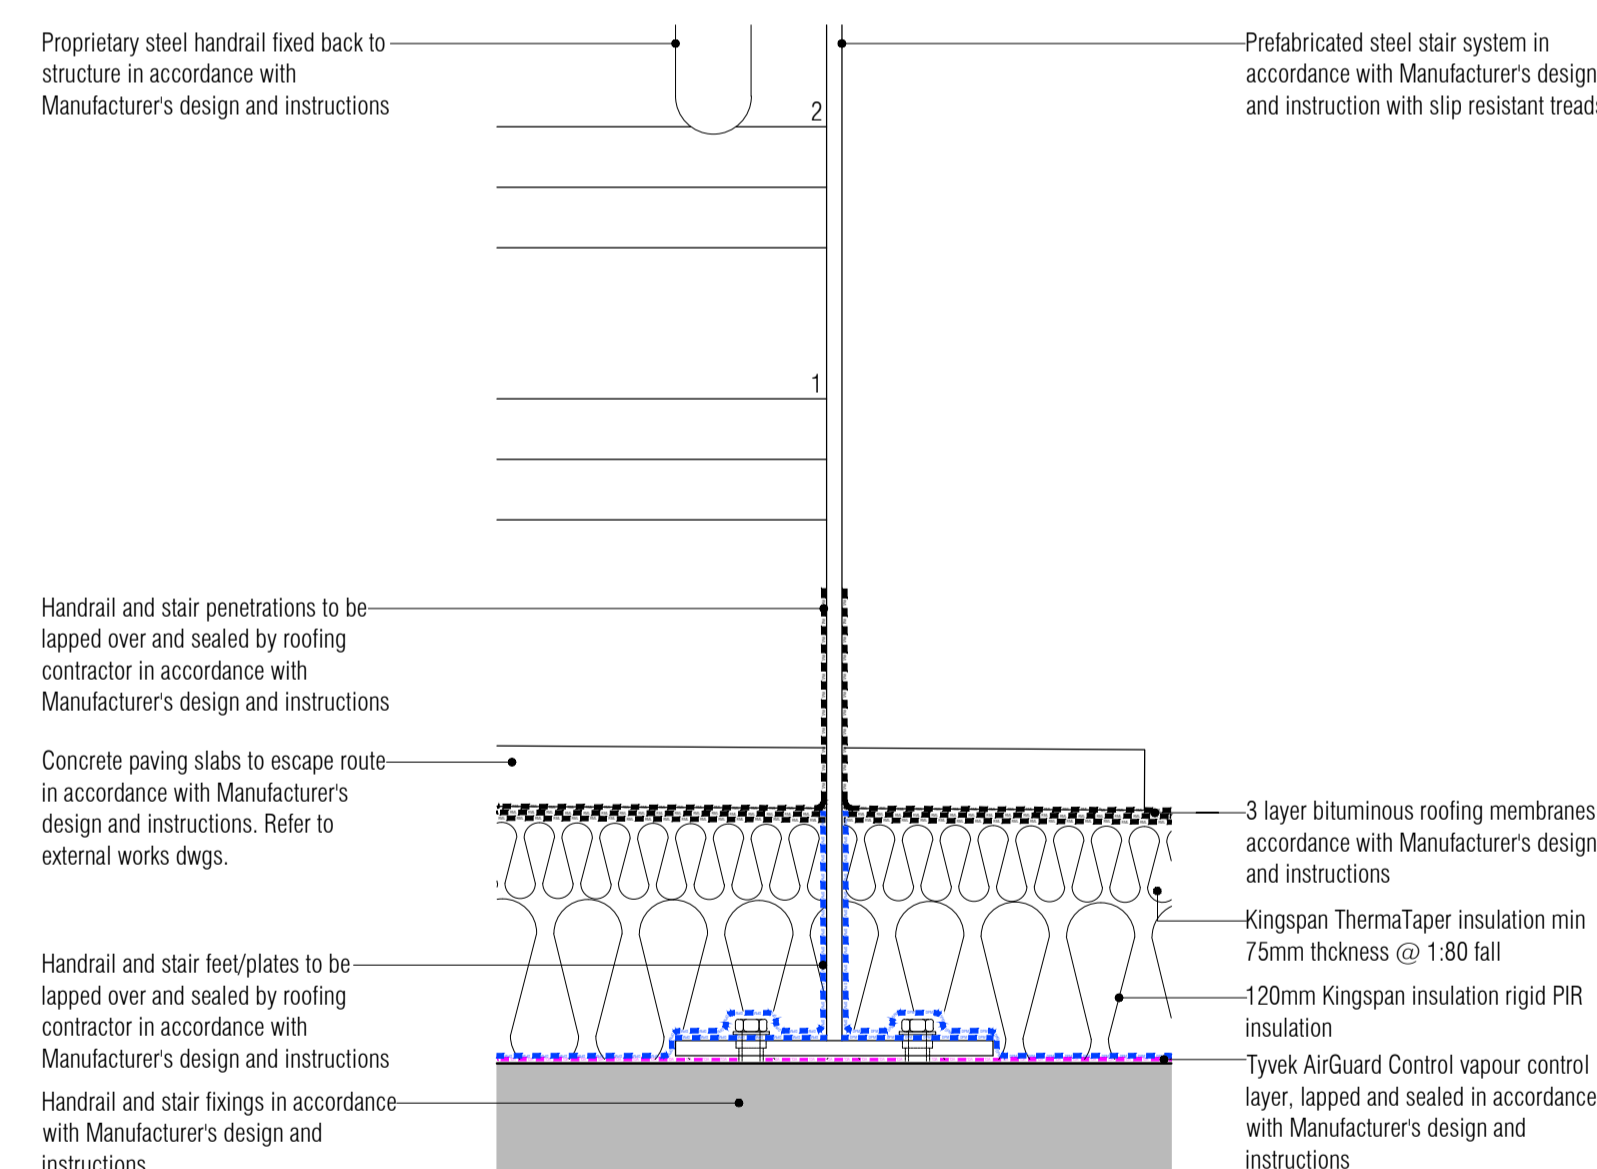 Proprietary steel handrail fixed back to
structure in accordance with
Manufacturer's design and instructions
Prefabricated steel stair system in
accordance with Manufacturer's design
and instruction with slip resistant treads
2
1
Handrail and stair penetrations to be
lapped over and sealed by roofing
contractor in accordance with
Manufacturer's design and instructions
Concrete paving slabs to escape route
in accordance with Manufacturer's
design and instructions. Refer to
external works dwgs.
Handrail and stair feet/plates to be
lapped over and sealed by roofing
contractor in accordance with
Manufacturer's design and instructions
Handrail and stair fixings in accordance
with Manufacturer's design and
instructions
3 layer bituminous roofing membranes
accordance with Manufacturer's design
and instructions
Kingspan ThermaTaper insulation min
75mm thckness @ 1:80 fall
120mm Kingspan insulation rigid PIR
insulation
Tyvek AirGuard Control vapour control
layer, lapped and sealed in accordance
with Manufacturer's design and
instructions